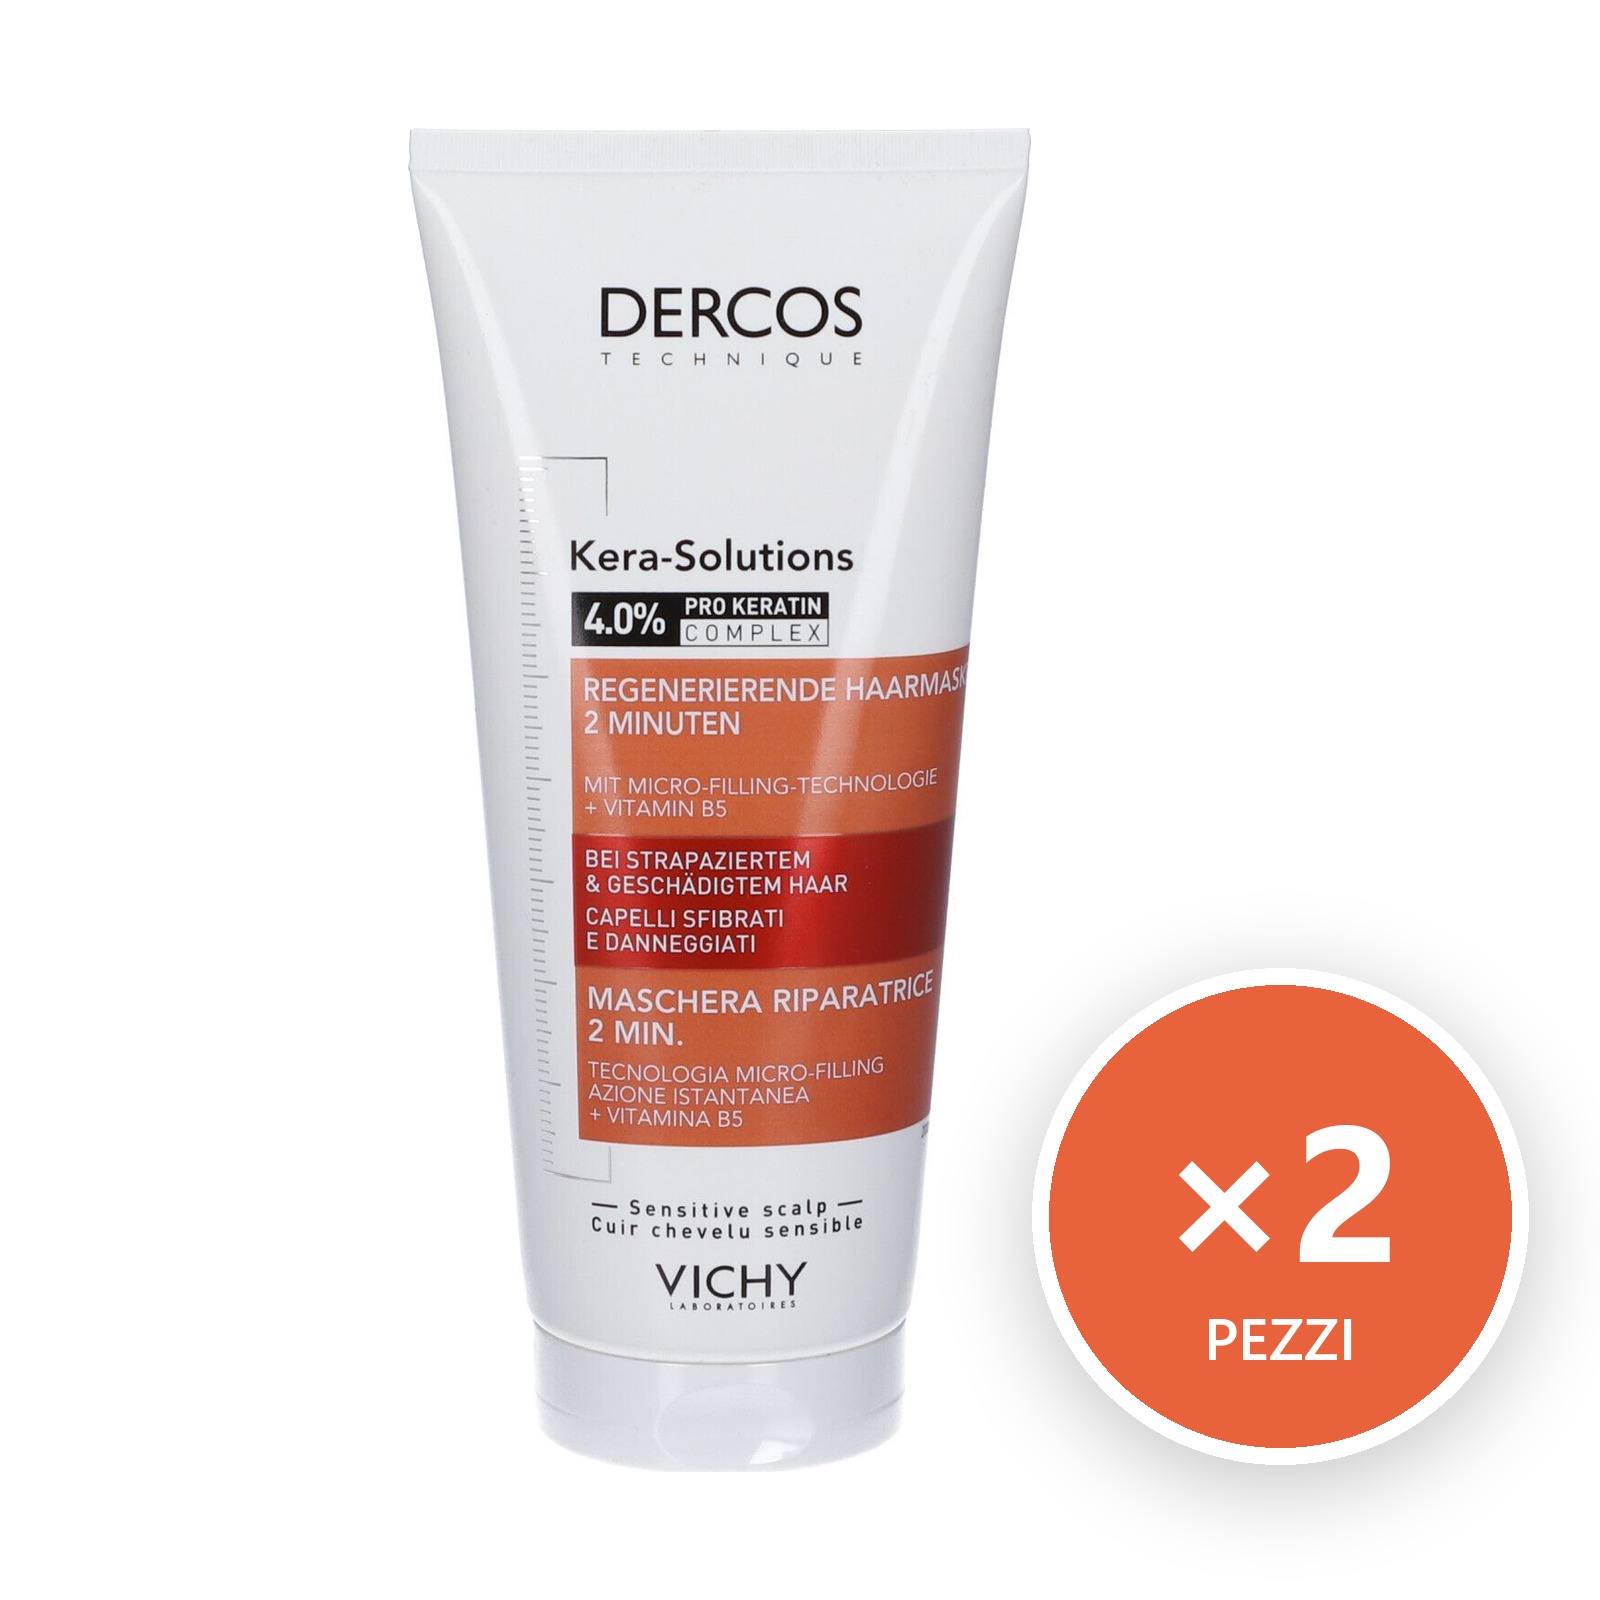 DERCOS
TECHNIQUE
Kera-Solutions
4.0% PRO KERATIN
COMPLEX
REGENERIERENDE HAARMASKE
2 MINUTEN
MIT MICRO-FILLING-TECHNOLOGIE
+ VITAMIN B5
BEI STRAPAZIERTEM
& GESCHÄDIGTEM HAAR
CAPELLI SFIBRATI
E DANNEGGIATI
MASCHERA RIPARATRICE
2 MIN.
TECNOLOGIA MICRO-FILLING
AZIONE ISTANTANEA
+ VITAMINA B5
— Sensitive scalp —
Cuir chevelu sensible
VICHY
LABORATOIRES
×2
PEZZI